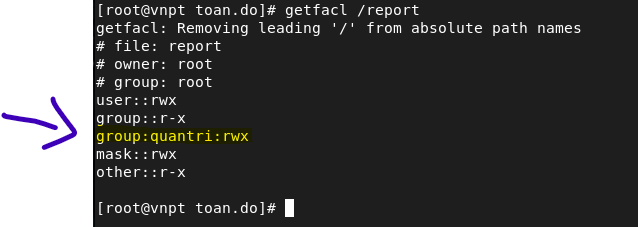 [root@vnpt toan.do]# getfacl /report
getfacl: Removing leading '/' from absolute path names
# file: report
# owner: root
# group: root
user::rwx
group::r-x
group:quantri:rwx
mask::rwx
other::r-x
[root@vnpt toan.do]#